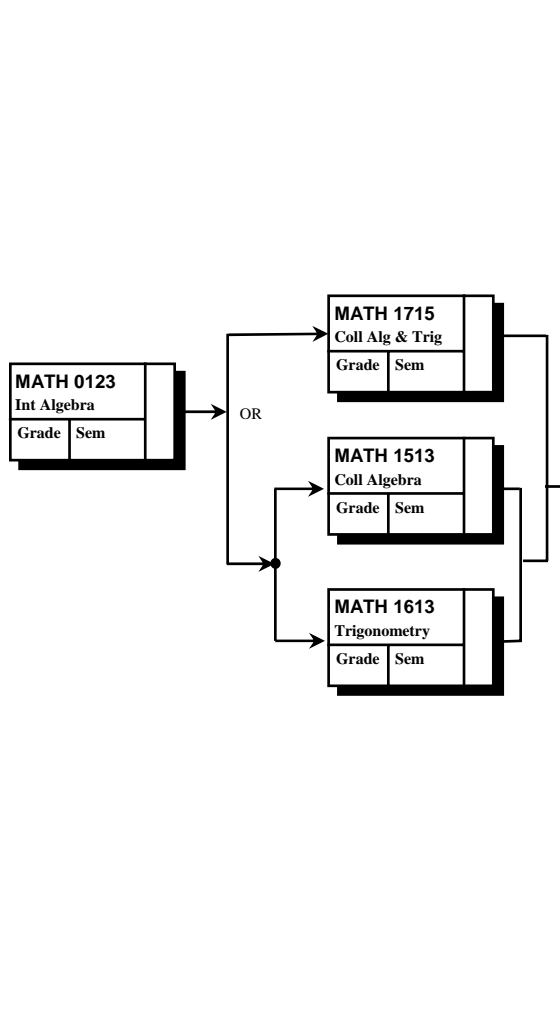 MATH 1715
Coll Alg & Trig
Grade Sem
MATH 0123
Int Algebra
Grade Sem
OR
MATH 1513
Coll Algebra
Grade Sem
MATH 1613
Trigonometry
Grade Sem